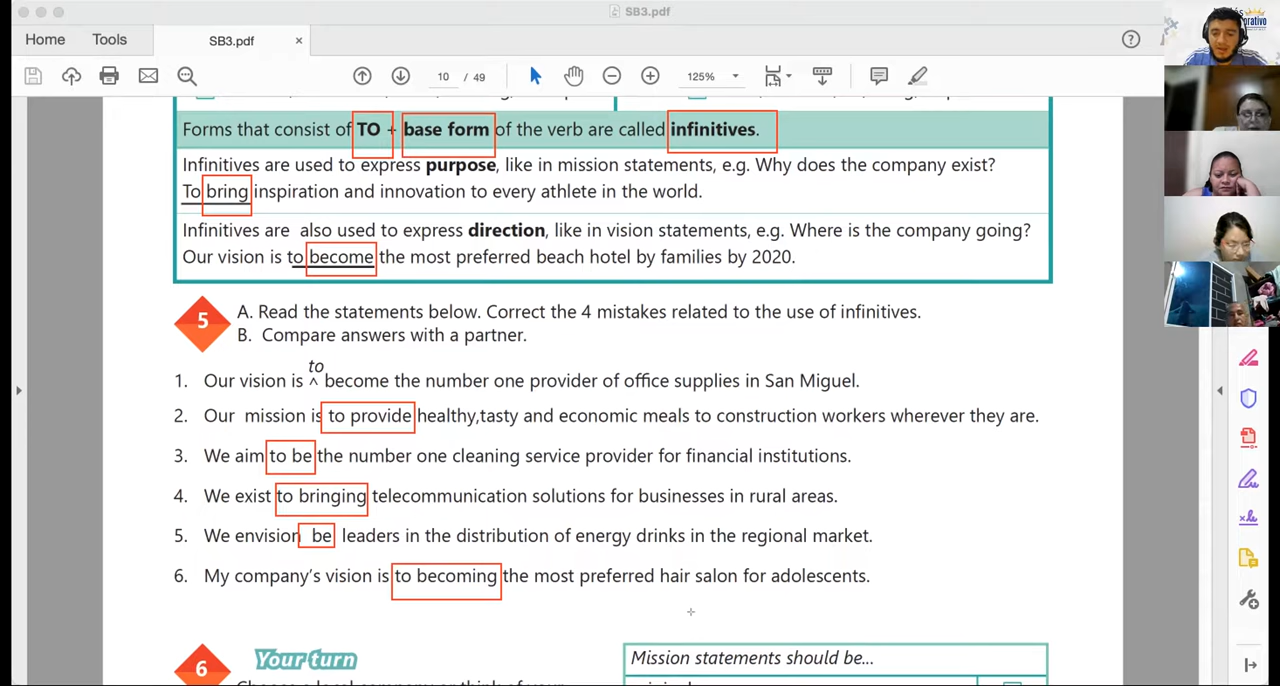 SB3.pdf
Home Tools SB3.pdf ×
10 / 49 125%
Forms that consist of TO + base form of the verb are called infinitives.
Infinitives are used to express purpose, like in mission statements, e.g. Why does the company exist?
To bring inspiration and innovation to every athlete in the world.
Infinitives are also used to express direction, like in vision statements, e.g. Where is the company going?
Our vision is to become the most preferred beach hotel by families by 2020.
5
A. Read the statements below. Correct the 4 mistakes related to the use of infinitives.
B. Compare answers with a partner.
to
1. Our vision is ^ become the number one provider of office supplies in San Miguel.
2. Our mission is to provide healthy,tasty and economic meals to construction workers wherever they are.
3. We aim to be the number one cleaning service provider for financial institutions.
4. We exist to bringing telecommunication solutions for businesses in rural areas.
5. We envision be leaders in the distribution of energy drinks in the regional market.
6. My company's vision is to becoming the most preferred hair salon for adolescents.
6
Your turn
Mission statements should be...